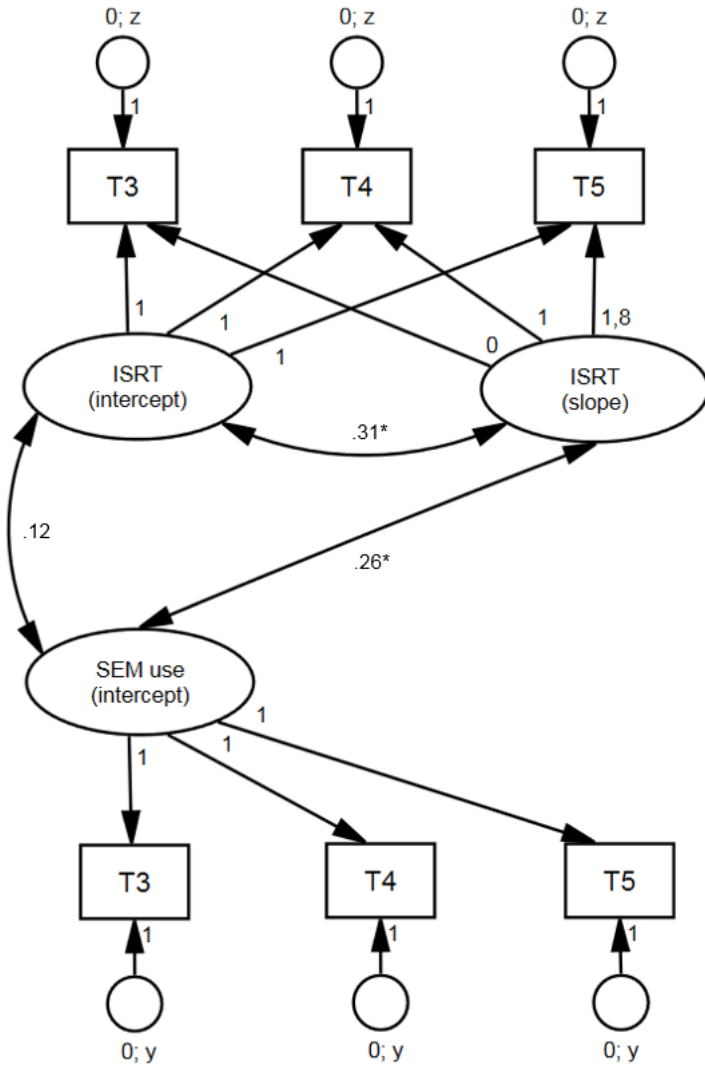 0; z
0; z
0; z
1
1
1
T3
T4
T5
1
1
1
0
1
1,8
ISRT
(intercept)
ISRT
(slope)
.31*
.12
.26*
SEM use
(intercept)
1
1
1
T3
T4
T5
1
1
1
0; y
0; y
0; y